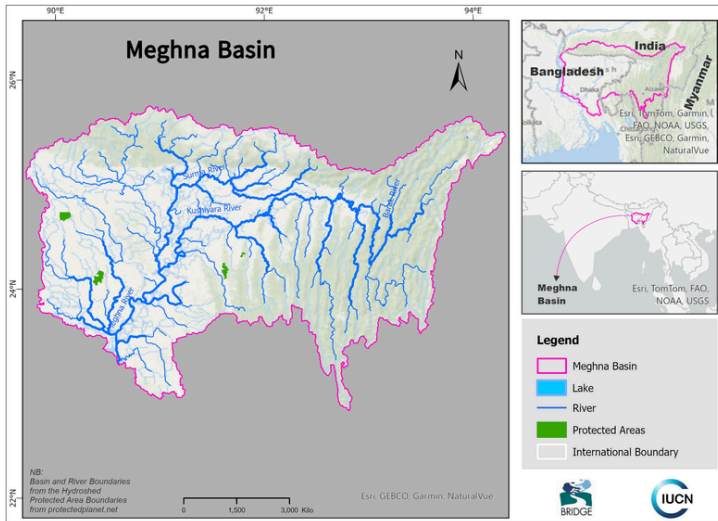 90°E
92°E
94°E
Meghna Basin
N
26°N
24°N
22°N
Surma River
Kushiyara River
Barak River
Meghna River
NB:
Basin and River Boundaries
from the Hydroshed
Protected Area Boundaries
from protectedplanet.net
0 1,500 3,000 Kilo
Esri, GEBCO, Garmin, NaturalVue
India
Bangladesh
Dhaka
Aizawl
Myanmar
Kolkata
Chittagong
Esri, TomTom, Garmin,
FAO, NOAA, USGS,
Esri, GEBCO, Garmin,
NaturalVue
Meghna
Basin
Esri, TomTom, FAO,
NOAA, USGS
Legend
Meghna Basin
Lake
River
Protected Areas
International Boundary
BRIDGE
IUCN